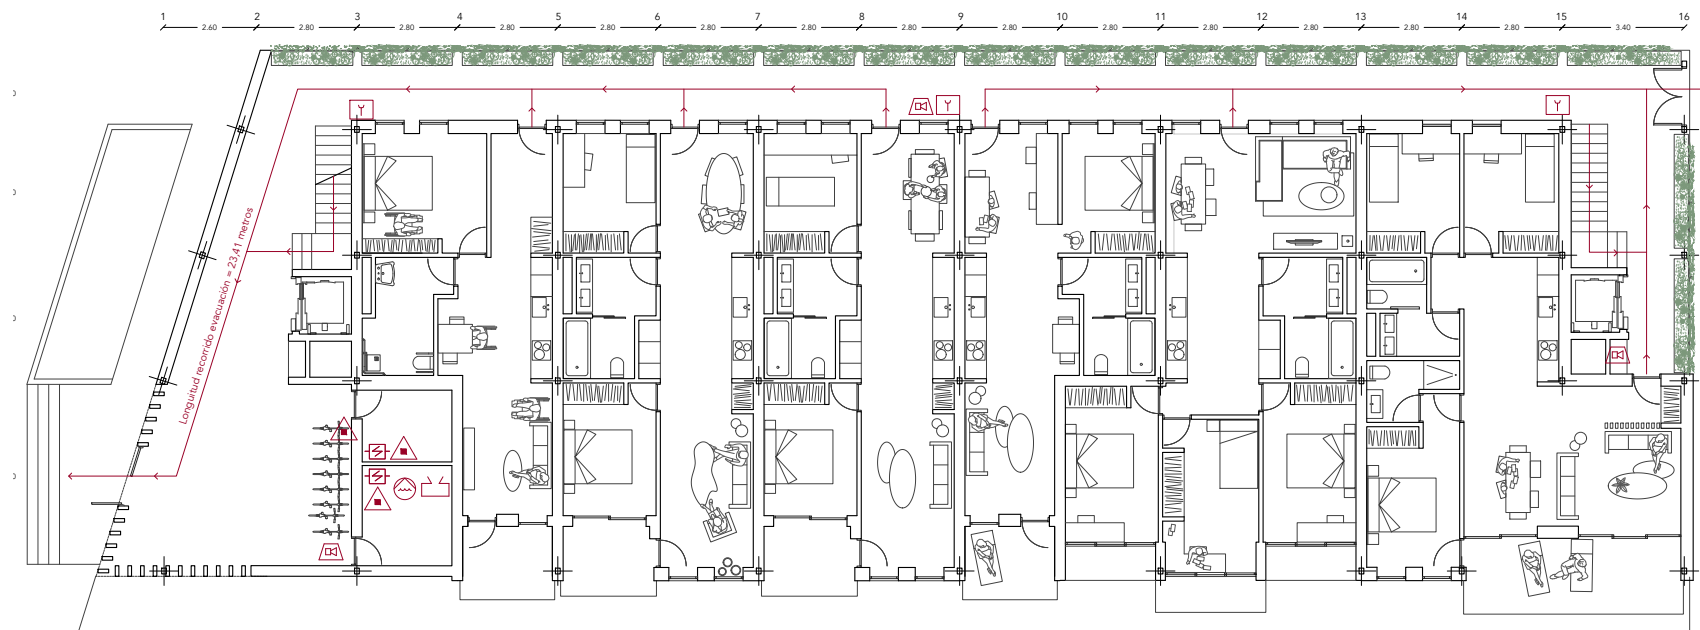 1 2 3 4 5 6 7 8 9 10 11 12 13 14 15 16
2.60 2.80 2.80 2.80 2.80 2.80 2.80 2.80 2.80 2.80 2.80 2.80 2.80 2.80 3.40
Longuitud recorrido evacuación = 23,41 metros